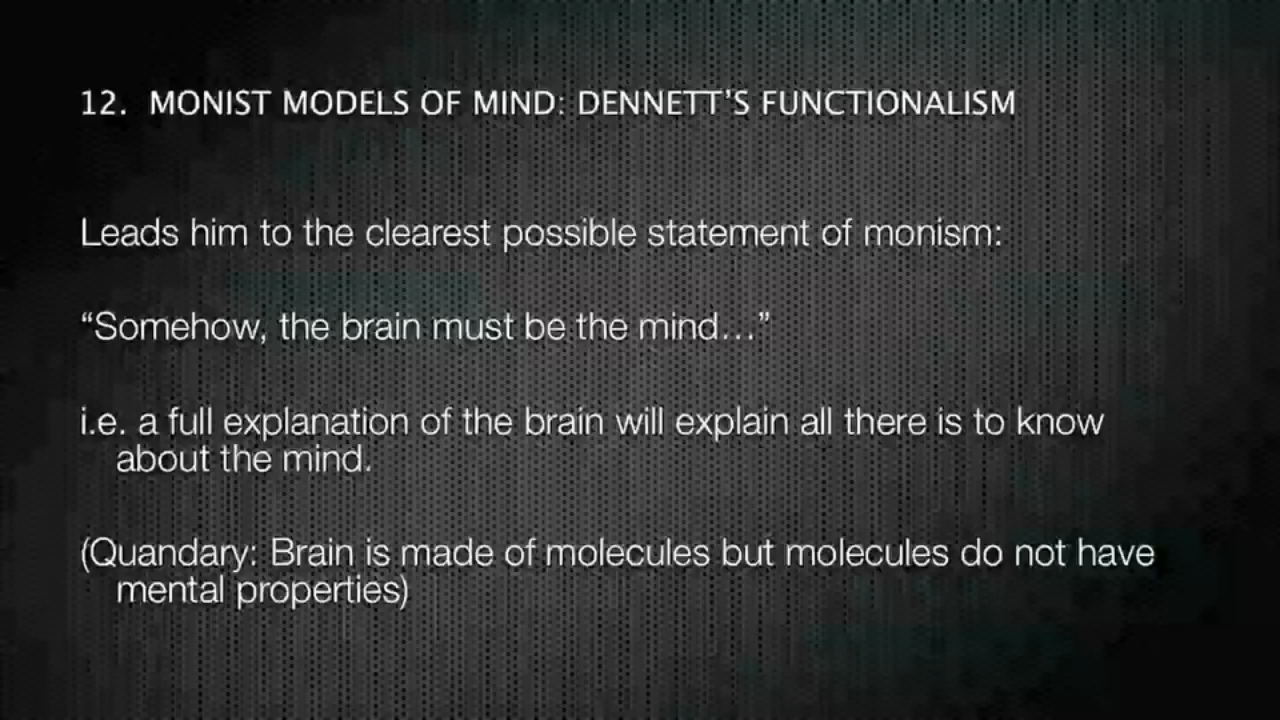 12. MONIST MODELS OF MIND: DENNETT’S FUNCTIONALISM
Leads him to the clearest possible statement of monism:
“Somehow, the brain must be the mind…”
i.e. a full explanation of the brain will explain all there is to know
about the mind.
(Quandary: Brain is made of molecules but molecules do not have
mental properties)